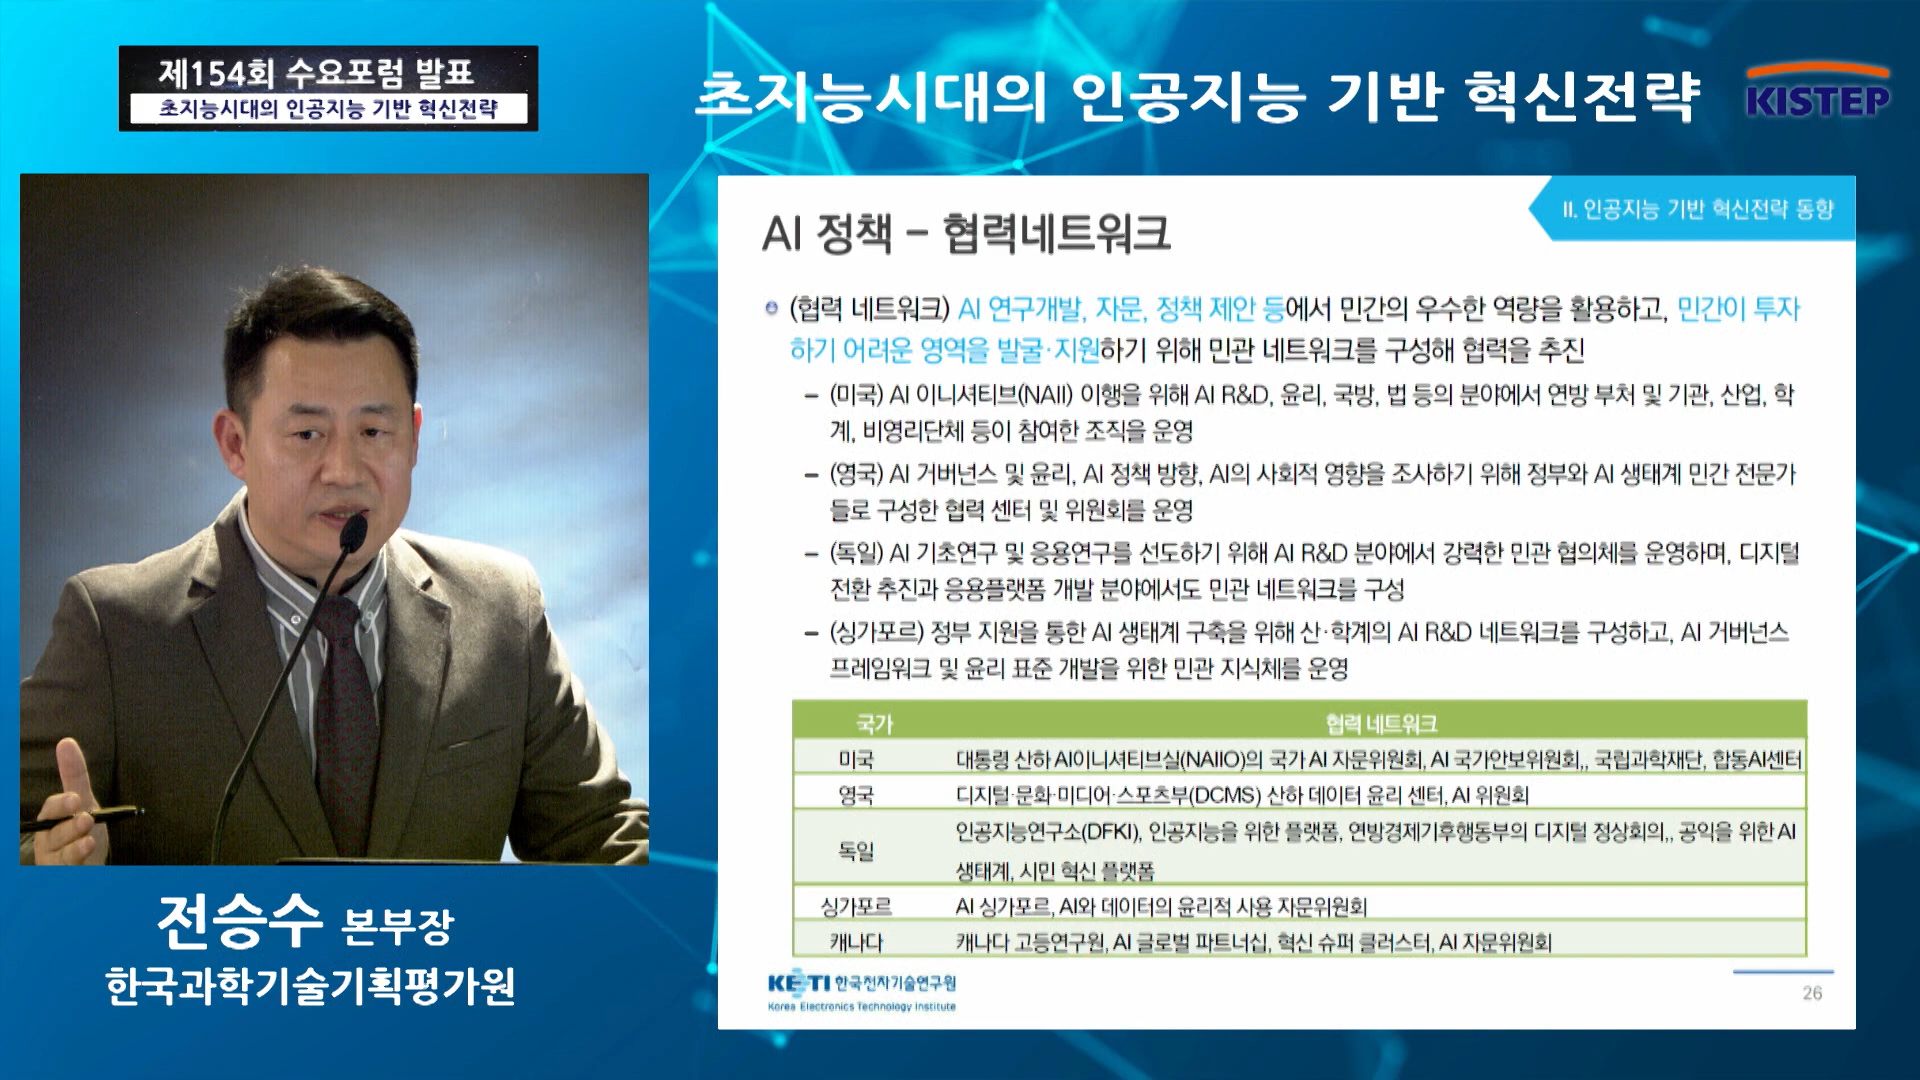 제154회 수요포럼 발표
초지능시대의 인공지능 기반 혁신전략
초지능시대의 인공지능 기반 혁신전략
KISTEP
II. 인공지능 기반 혁신전략 동향
AI 정책 – 협력네트워크
(협력 네트워크) AI 연구개발, 자문, 정책 제안 등에서 민간의 우수한 역량을 활용하고, 민간이 투자
하기 어려운 영역을 발굴·지원하기 위해 민관 네트워크를 구성해 협력을 추진
– (미국) AI 이니셔티브(NAII) 이행을 위해 AI R&D, 윤리, 국방, 법 등의 분야에서 연방 부처 및 기관, 산업, 학
계, 비영리단체 등이 참여한 조직을 운영
– (영국) AI 거버넌스 및 윤리, AI 정책 방향, AI의 사회적 영향을 조사하기 위해 정부와 AI 생태계 민간 전문가
들로 구성한 협력 센터 및 위원회를 운영
– (독일) AI 기초연구 및 응용연구를 선도하기 위해 AI R&D 분야에서 강력한 민관 협의체를 운영하며, 디지털
전환 추진과 응용플랫폼 개발 분야에서도 민관 네트워크를 구성
– (싱가포르) 정부 지원을 통한 AI 생태계 구축을 위해 산·학계의 AI R&D 네트워크를 구성하고, AI 거버넌스
프레임워크 및 윤리 표준 개발을 위한 민관 지식체를 운영
국가 협력 네트워크
미국 대통령 산하 AI이니셔티브실(NAIIO)의 국가 AI 자문위원회, AI 국가안보위원회,, 국립과학재단, 합동AI센터
영국 디지털·문화·미디어·스포츠부(DCMS) 산하 데이터 윤리 센터, AI 위원회
독일 인공지능연구소(DFKI), 인공지능을 위한 플랫폼, 연방경제기후행동부의 디지털 정상회의,, 공익을 위한 AI
생태계, 시민 혁신 플랫폼
싱가포르 AI 싱가포르, AI와 데이터의 윤리적 사용 자문위원회
캐나다 캐나다 고등연구원, AI 글로벌 파트너십, 혁신 슈퍼 클러스터, AI 자문위원회
KETI 한국전자기술연구원
Korea Electronics Technology Institute
26
전승수 본부장
한국과학기술기획평가원